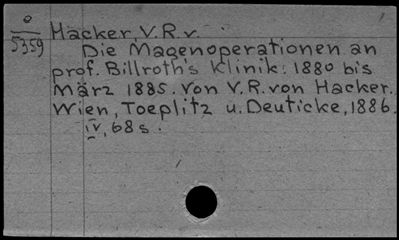 o
5359
Hacker, V.R.v.
Die Magenoperationen an
prof. Billroth's Klinik: 1880 bis
März 1885. Von V.R. von Hacker.
Wien, Toeplitz u. Deuticke, 1886.
IV, 68 s.